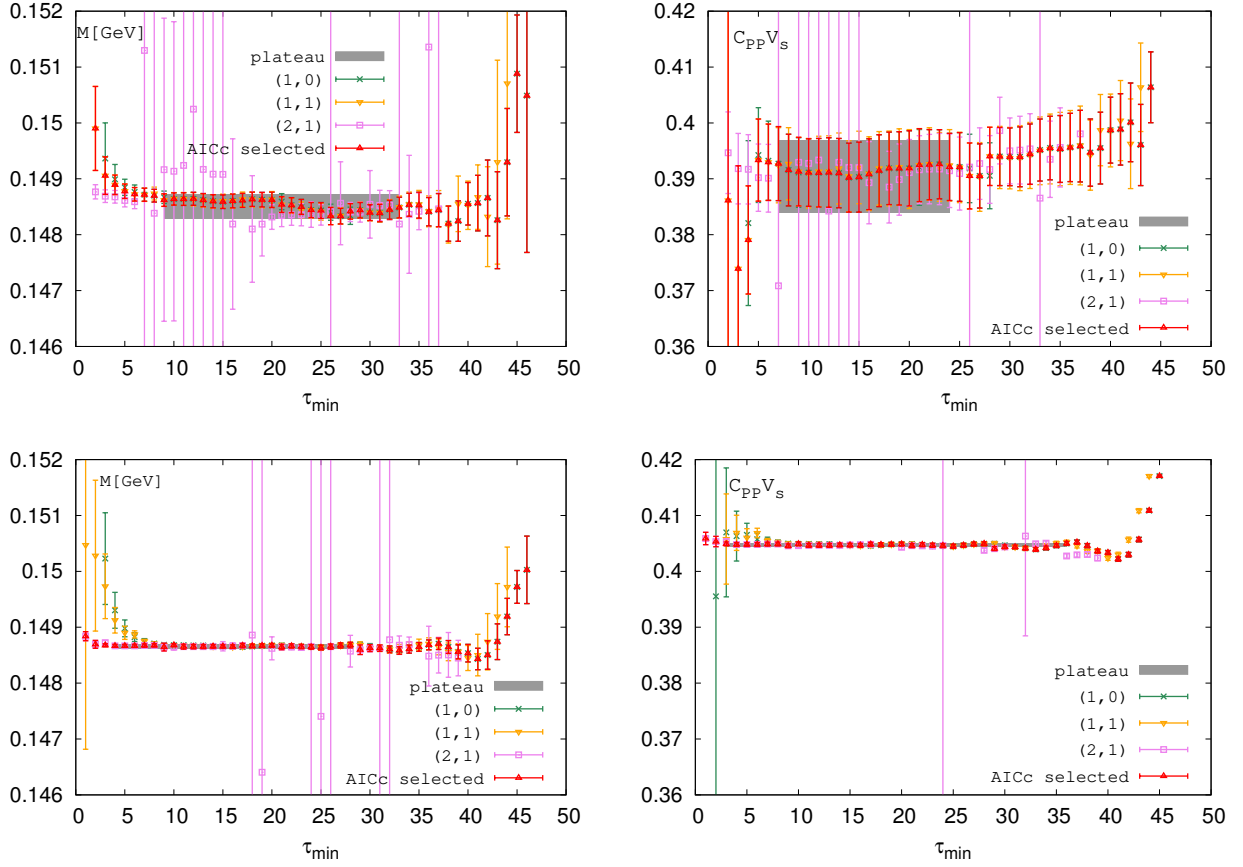 M[GeV]
plateau
(1,0)
(1,1)
(2,1)
AICc selected
0.152
0.151
0.15
0.149
0.148
0.147
0.146
0 5 10 15 20 25 30 35 40 45 50
τmin
CPPVs
plateau
(1,0)
(1,1)
(2,1)
AICc selected
0.42
0.41
0.4
0.39
0.38
0.37
0.36
0 5 10 15 20 25 30 35 40 45 50
τmin
M[GeV]
plateau
(1,0)
(1,1)
(2,1)
AICc selected
0.152
0.151
0.15
0.149
0.148
0.147
0.146
0 5 10 15 20 25 30 35 40 45 50
τmin
CPPVs
plateau
(1,0)
(1,1)
(2,1)
AICc selected
0.42
0.41
0.4
0.39
0.38
0.37
0.36
0 5 10 15 20 25 30 35 40 45 50
τmin